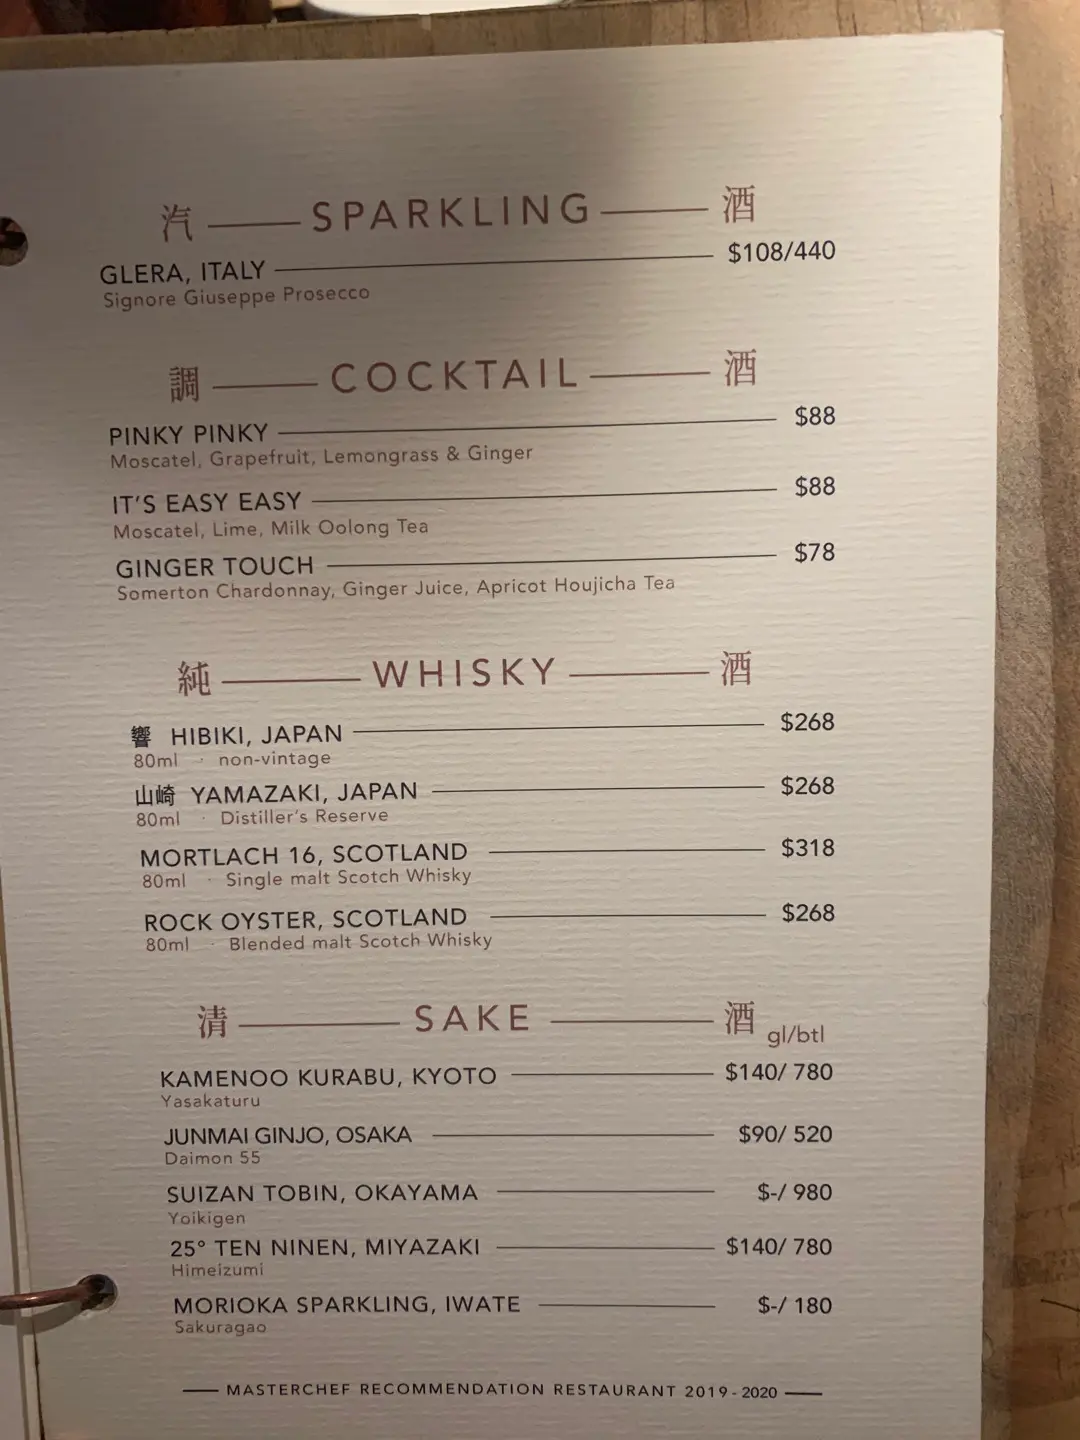 汽 SPARKLING 酒
GLERA, ITALY $108/440
Signore Giuseppe Prosecco
調 COCKTAIL 酒
PINKY PINKY $88
Moscatel, Grapefruit, Lemongrass & Ginger
IT'S EASY EASY $88
Moscatel, Lime, Milk Oolong Tea
GINGER TOUCH $78
Somerton Chardonnay, Ginger Juice, Apricot Houjicha Tea
純 WHISKY 酒
響 HIBIKI, JAPAN $268
80ml · non-vintage
山崎 YAMAZAKI, JAPAN $268
80ml · Distiller's Reserve
MORTLACH 16, SCOTLAND $318
80ml · Single malt Scotch Whisky
ROCK OYSTER, SCOTLAND $268
80ml · Blended malt Scotch Whisky
清 SAKE 酒 gl/btl
KAMENOO KURABU, KYOTO $140/ 780
Yasakaturu
JUNMAI GINJO, OSAKA $90/ 520
Daimon 55
SUIZAN TOBIN, OKAYAMA $-/ 980
Yoikigen
25° TEN NINEN, MIYAZAKI $140/ 780
Himeizumi
MORIOKA SPARKLING, IWATE $-/ 180
Sakuragao
MASTERCHEF RECOMMENDATION RESTAURANT 2019-2020